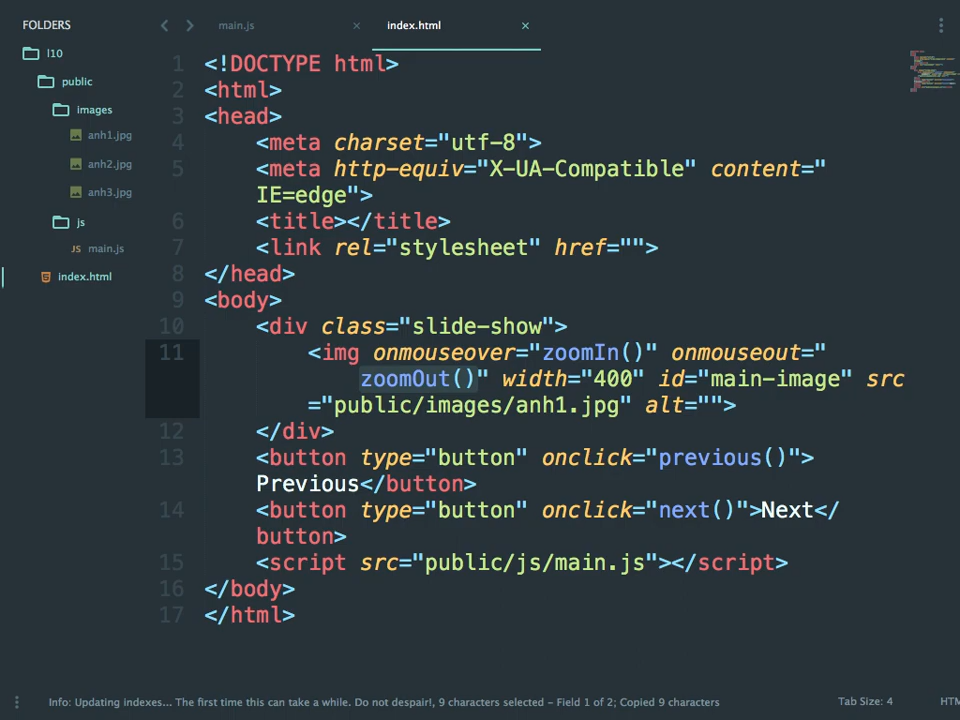 FOLDERS
l10
public
images
anh1.jpg
anh2.jpg
anh3.jpg
js
JS main.js
index.html
main.js ×
index.html ×
1 <!DOCTYPE html>
2 <html>
3 <head>
4 <meta charset="utf-8">
5 <meta http-equiv="X-UA-Compatible" content="
IE=edge">
6 <title></title>
7 <link rel="stylesheet" href="">
8 </head>
9 <body>
10 <div class="slide-show">
11 <img onmouseover="zoomIn()" onmouseout="
zoomOut()" width="400" id="main-image" src
="public/images/anh1.jpg" alt="">
12 </div>
13 <button type="button" onclick="previous()">
Previous</button>
14 <button type="button" onclick="next()">Next</
button>
15 <script src="public/js/main.js"></script>
16 </body>
17 </html>
Info: Updating indexes... The first time this can take a while. Do not despair!, 9 characters selected - Field 1 of 2; Copied 9 characters
Tab Size: 4
HTM